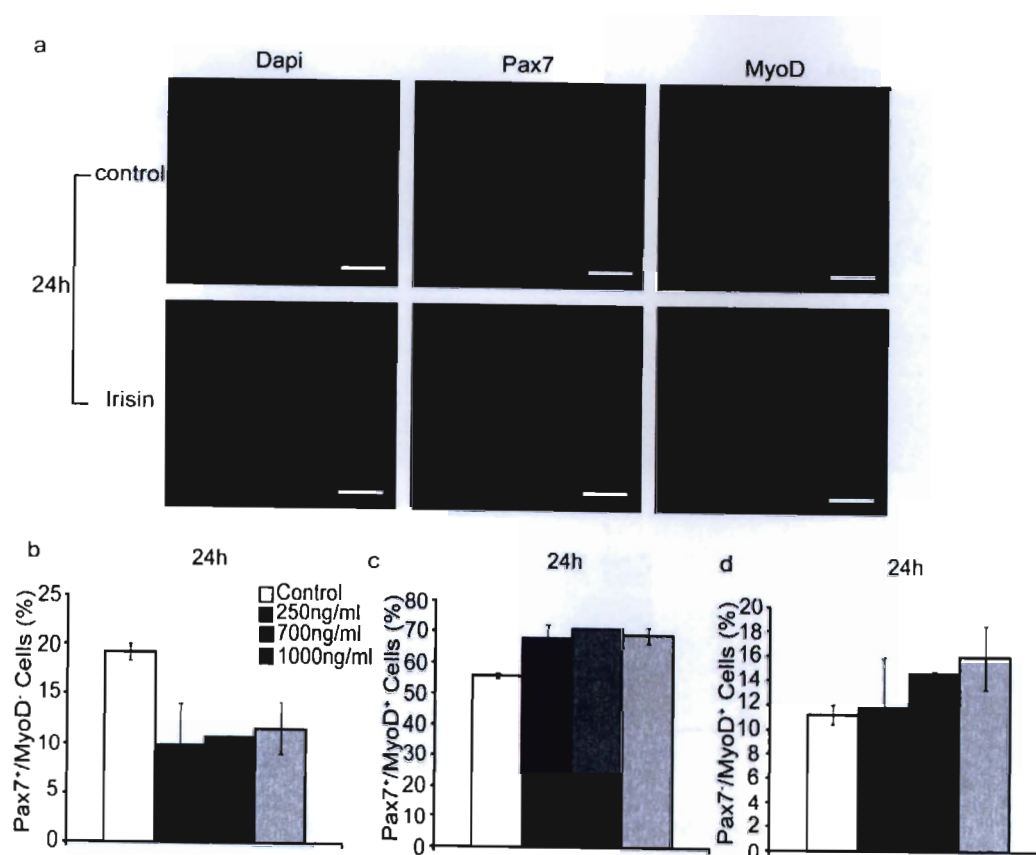 a
Dapi Pax7 MyoD
control
24h
Irisin
b 24h
Pax7⁺/MyoD⁻ Cells (%)
25
20
15
10
5
0
Control
250ng/ml
700ng/ml
1000ng/ml
c 24h
Pax7⁺/MyoD⁺ Cells (%)
80
70
60
50
40
30
20
10
0
d 24h
Pax7⁻/MyoD⁺ Cells (%)
20
18
16
14
12
10
8
6
4
2
0